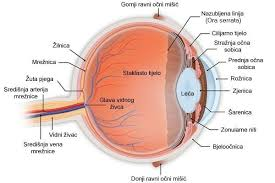 Gornji ravni očni mišić
Nazubljena linija
(Ora serrata)
Cilijarno tijelo
Stražnja očna
sobica
Prednja očna
sobica
Rožnica
Zjenica
Šarenica
Zonularne niti
Bjeloočnica
Donji ravni očni mišić
Žilnica
Mrežnica
Žuta pjega
Središnja arterija
mrežnice
Vidni živac
Središnja vena
mrežnice
Staklasto tijelo
Glava vidnog
živca
Leća